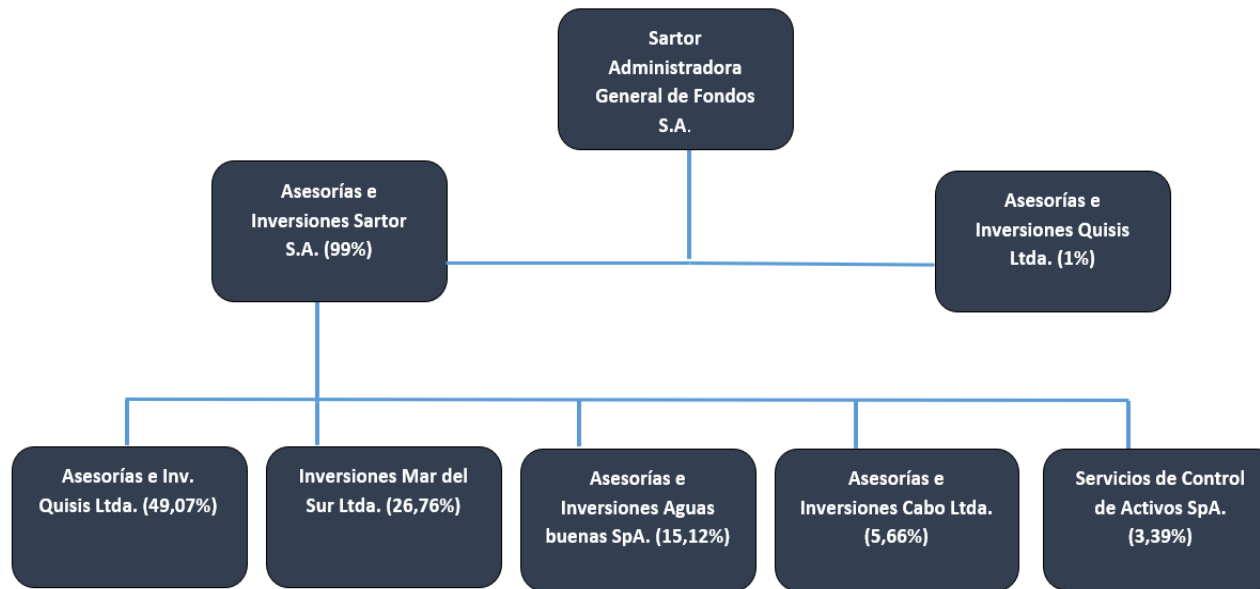 Sartor
Administradora
General de Fondos
S.A.
Asesorías e
Inversiones Sartor
S.A. (99%)
Asesorías e
Inversiones Quisis
Ltda. (1%)
Asesorías e Inv.
Quisis Ltda. (49,07%)
Inversiones Mar del
Sur Ltda. (26,76%)
Asesorías e
Inversiones Aguas
buenas SpA. (15,12%)
Asesorías e
Inversiones Cabo Ltda.
(5,66%)
Servicios de Control
de Activos SpA.
(3,39%)